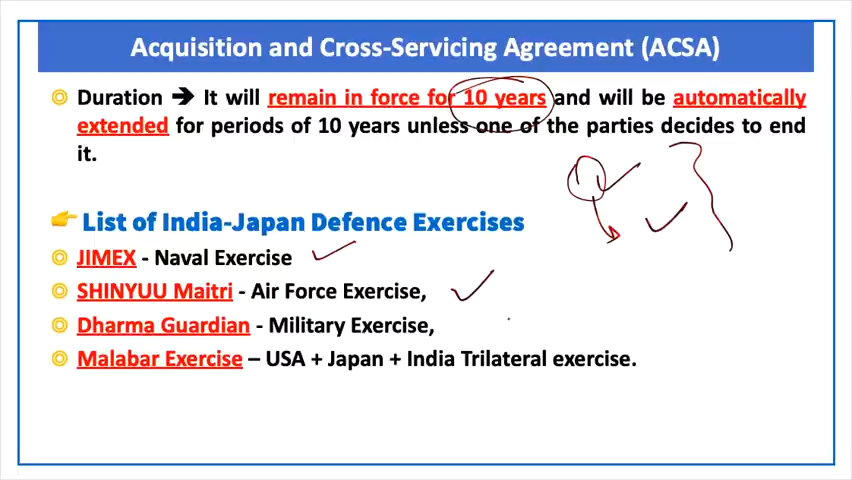 Acquisition and Cross-Servicing Agreement (ACSA)
Duration → It will remain in force for 10 years and will be automatically
extended for periods of 10 years unless one of the parties decides to end
it.
List of India-Japan Defence Exercises
JIMEX - Naval Exercise
SHINYUU Maitri - Air Force Exercise,
Dharma Guardian - Military Exercise,
Malabar Exercise – USA + Japan + India Trilateral exercise.